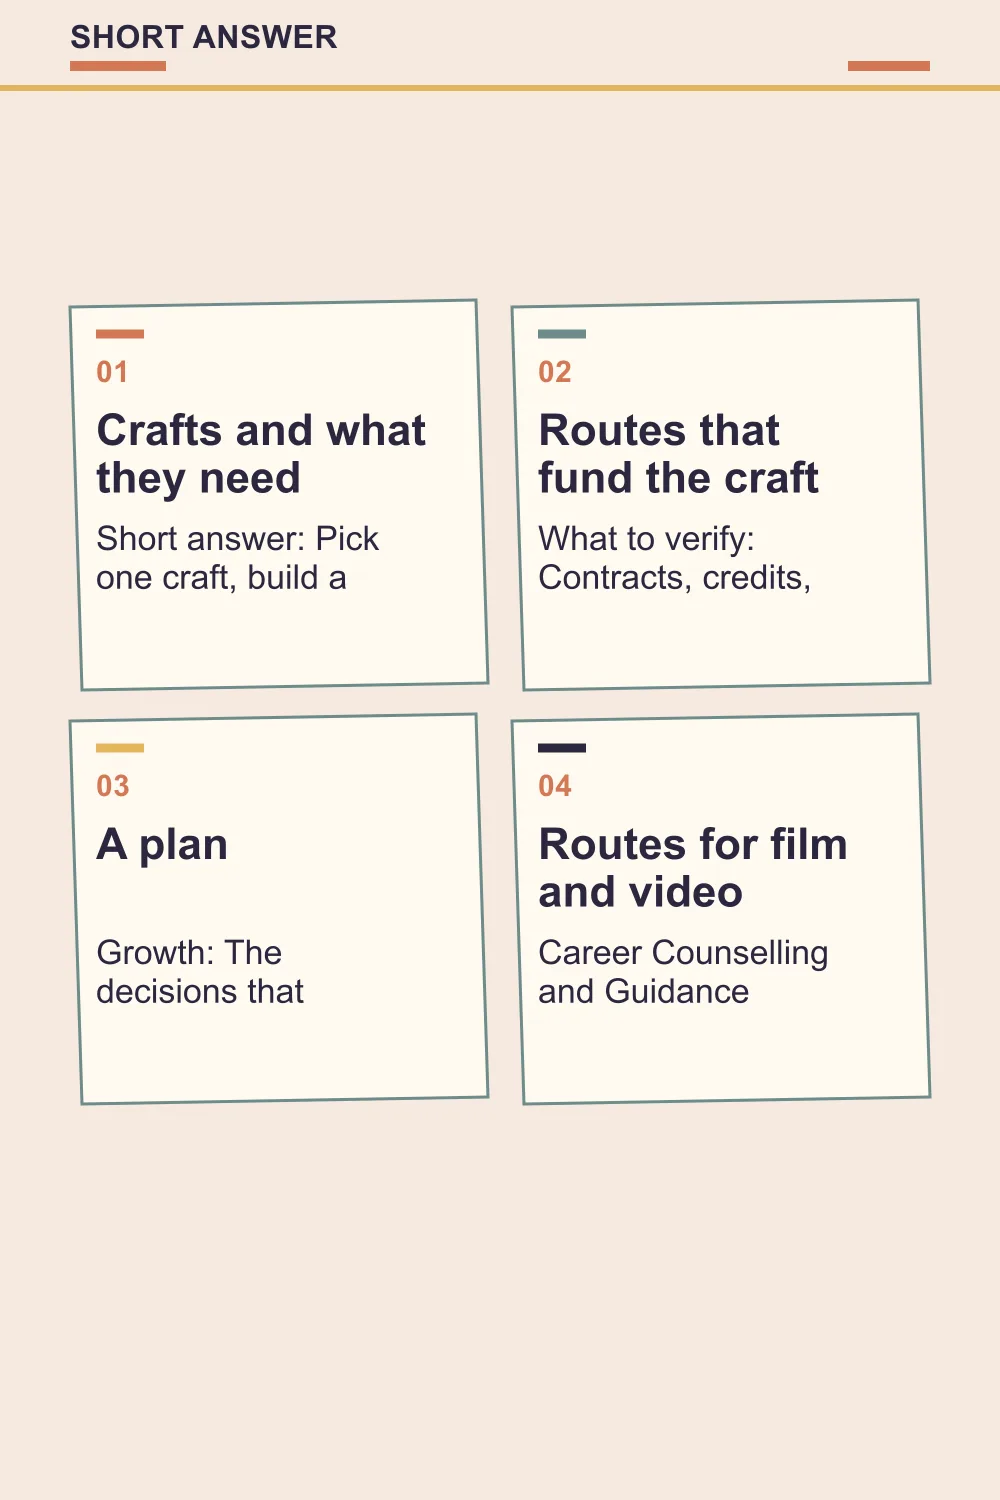 SHORT ANSWER
01
Crafts and what
they need
Short answer: Pick
one craft, build a
02
Routes that
fund the craft
What to verify:
Contracts, credits,
03
A plan
Growth: The
decisions that
04
Routes for film
and video
Career Counselling
and Guidance